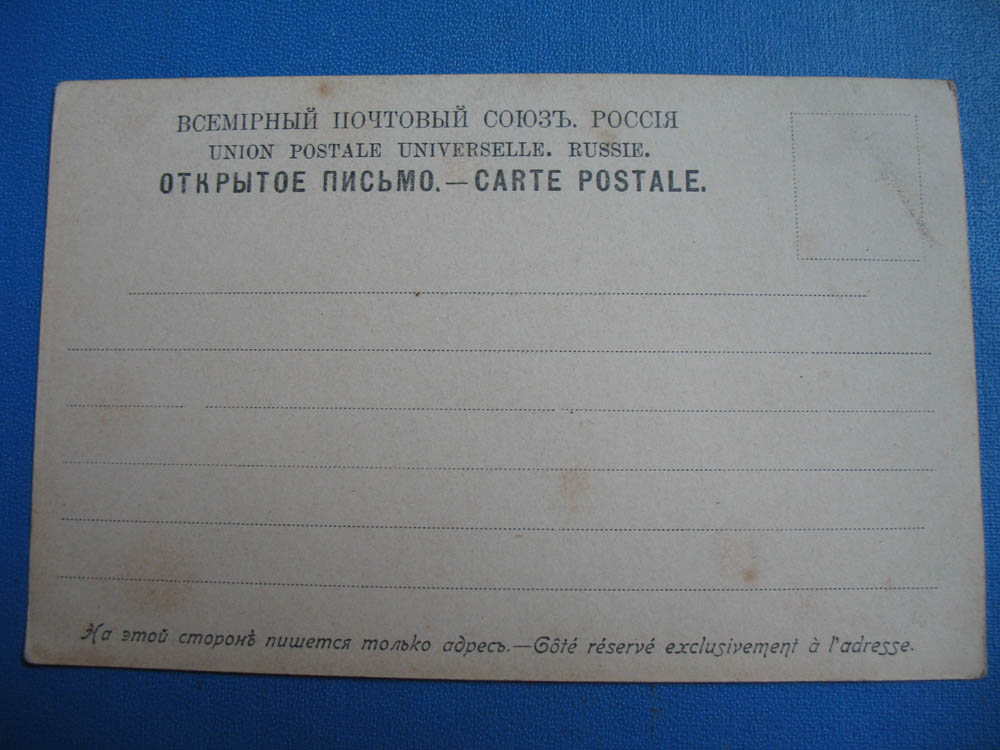 ВСЕМІРНЫЙ ПОЧТОВЫЙ СОЮЗЪ. РОССІЯ
UNION POSTALE UNIVERSELLE. RUSSIE.
ОТКРЫТОЕ ПИСЬМО.—CARTE POSTALE.
На этой сторонѣ пишется только адресъ.—Côté réservé exclusivement à l'adresse.